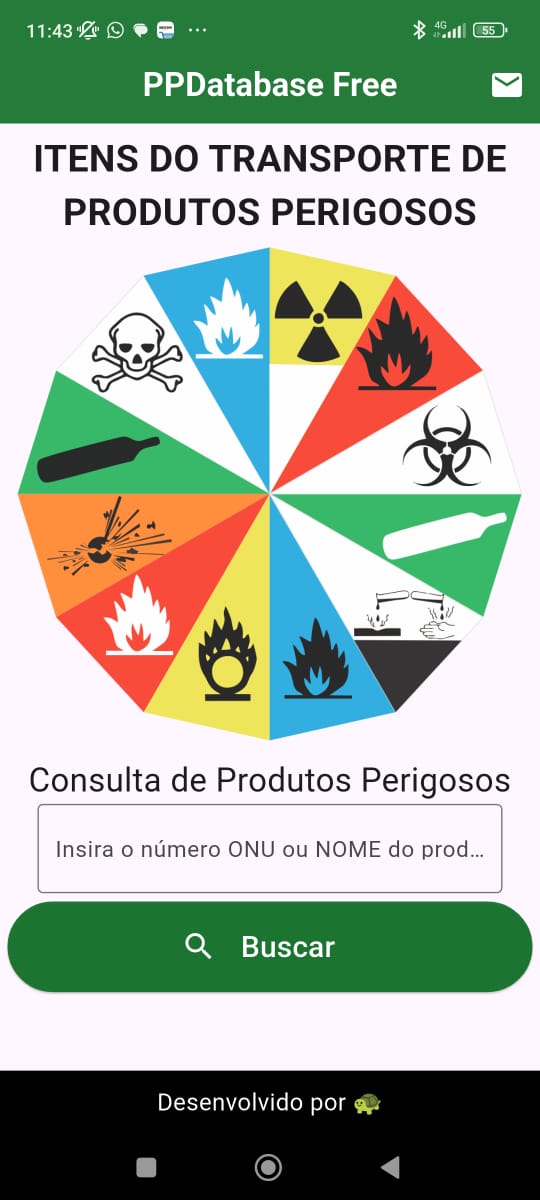 11:43
4G
55
PPDatabase Free
ITENS DO TRANSPORTE DE
PRODUTOS PERIGOSOS
Consulta de Produtos Perigosos
Insira o número ONU ou NOME do prod...
Buscar
Desenvolvido por 🐢